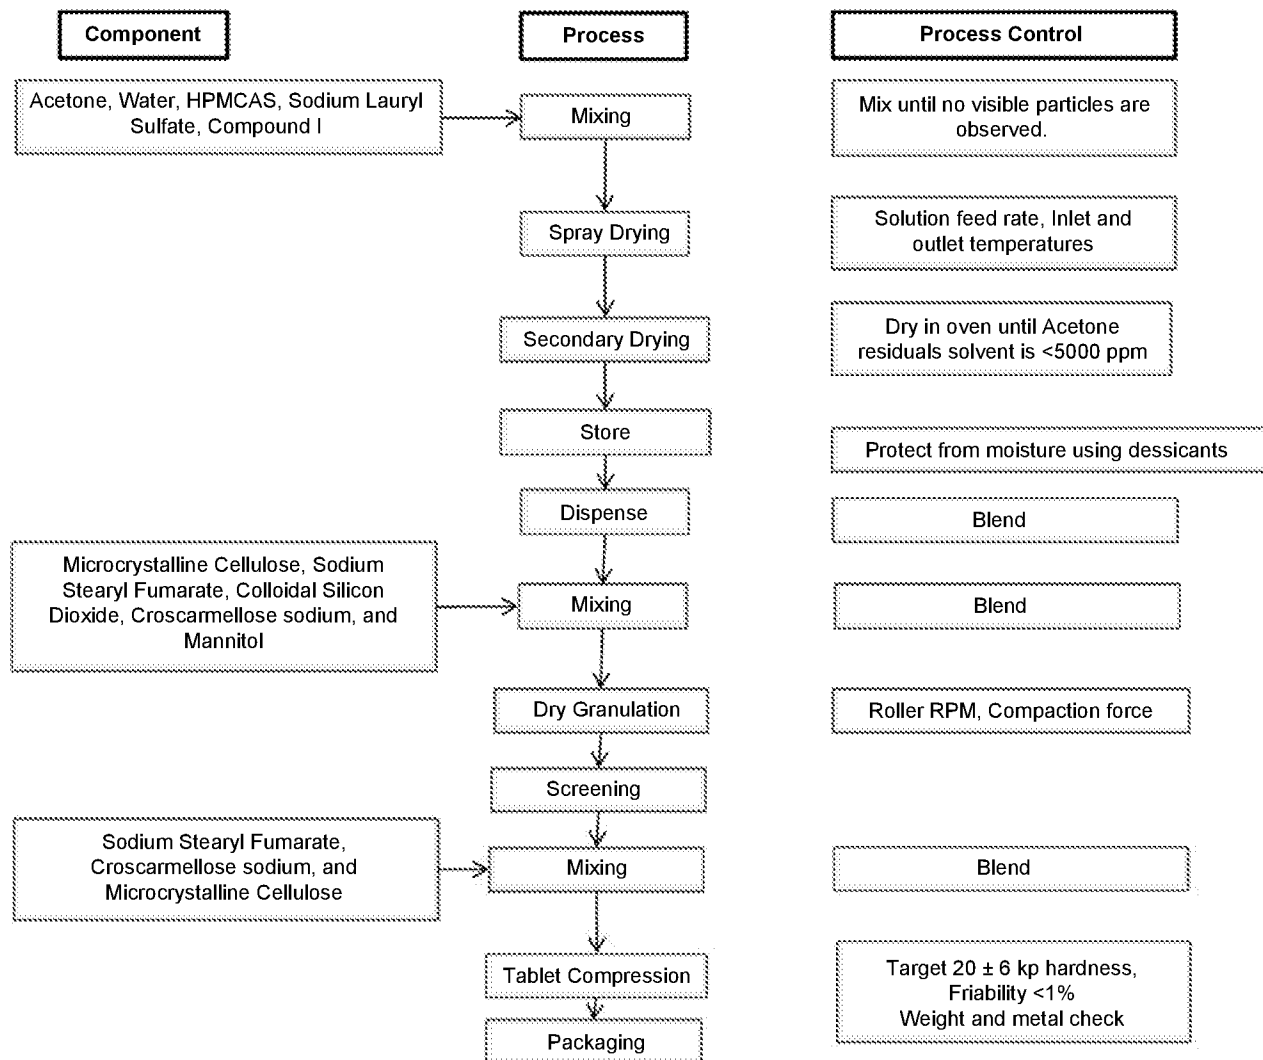 Component
Process
Process Control
Acetone, Water, HPMCAS, Sodium Lauryl
Sulfate, Compound I
Mixing
Mix until no visible particles are
observed.
Spray Drying
Solution feed rate, Inlet and
outlet temperatures
Secondary Drying
Dry in oven until Acetone
residuals solvent is <5000 ppm
Store
Protect from moisture using dessicants
Dispense
Blend
Microcrystalline Cellulose, Sodium
Stearyl Fumarate, Colloidal Silicon
Dioxide, Croscarmellose sodium, and
Mannitol
Mixing
Blend
Dry Granulation
Roller RPM, Compaction force
Screening
Sodium Stearyl Fumarate,
Croscarmellose sodium, and
Microcrystalline Cellulose
Mixing
Blend
Tablet Compression
Target 20 ± 6 kp hardness,
Friability <1%
Weight and metal check
Packaging